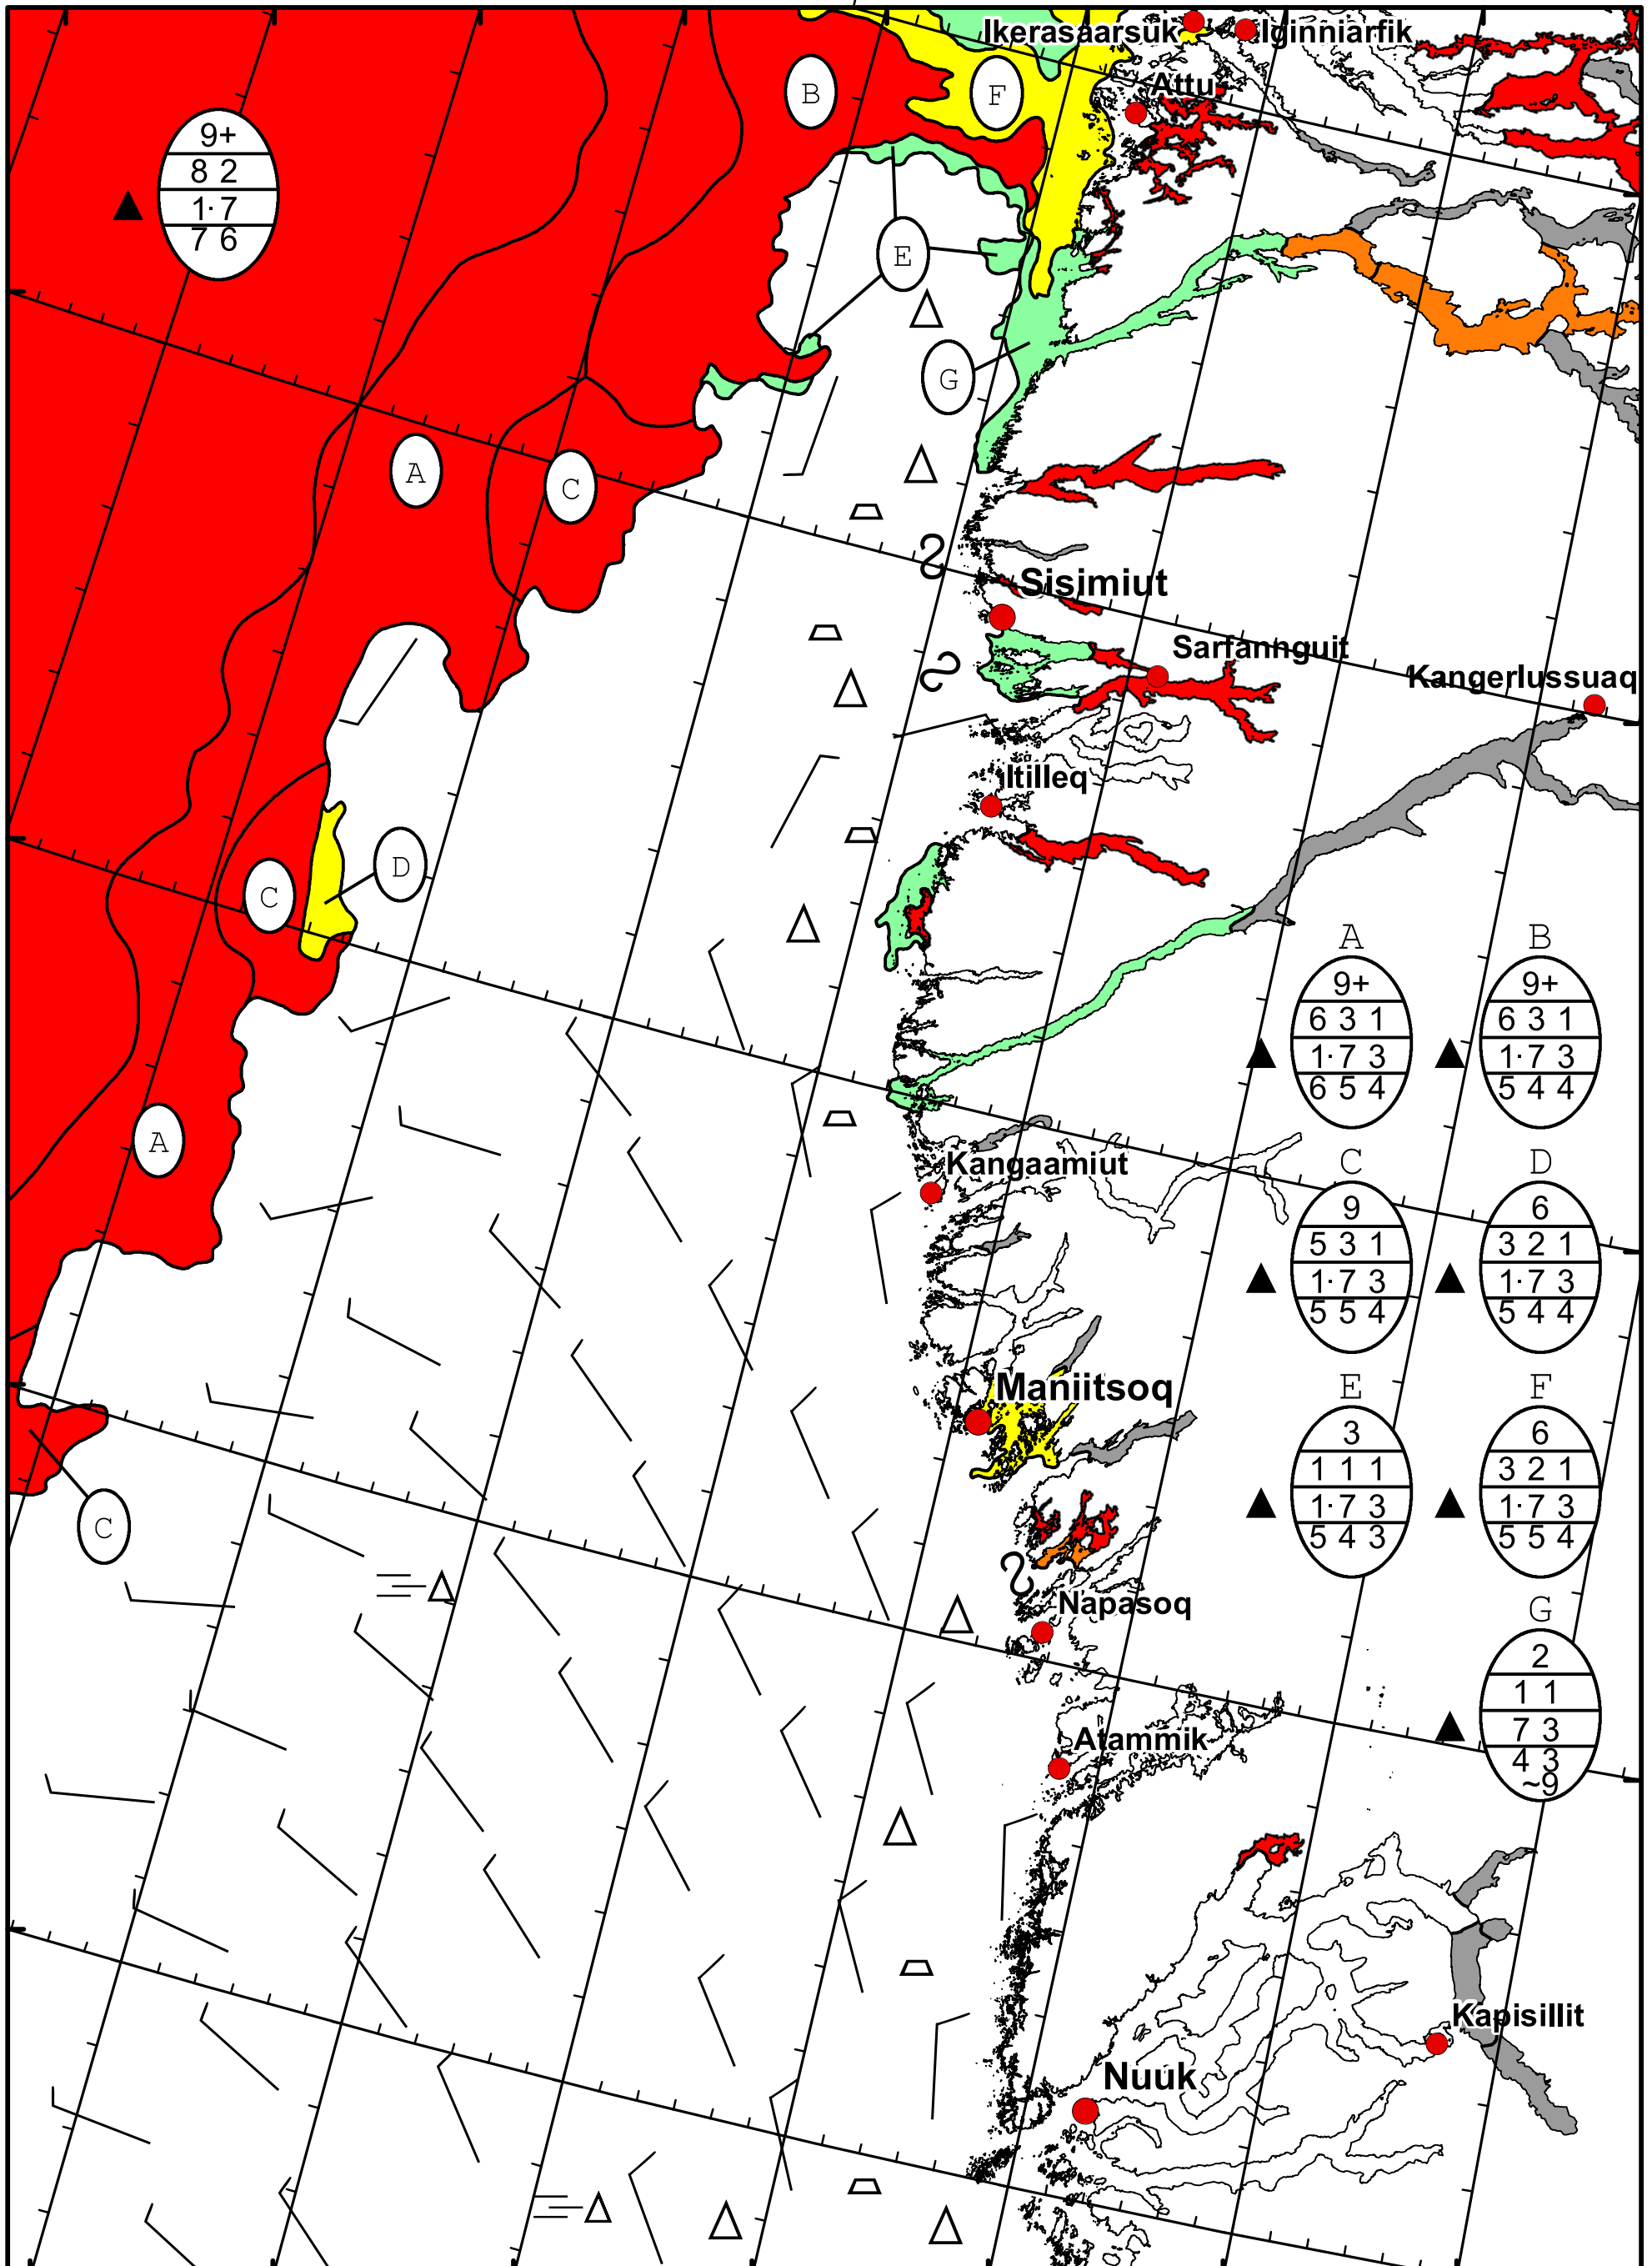 Ikerasaarsuk
Iginniarfik
Attu
B
F
9+
8 2
1· 7
7 6
E
G
A
C
Sisimiut
Sarfannguit
Kangerlussuaq
Itilleq
D
C
A
Kangaamiut
A
9+
6 3 1
1· 7 3
6 5 4
B
9+
6 3 1
1· 7 3
5 4 4
C
9
5 3 1
1· 7 3
5 5 4
D
6
3 2 1
1· 7 3
5 4 4
Maniitsoq
E
3
1 1 1
1· 7 3
5 4 3
F
6
3 2 1
1· 7 3
5 5 4
C
Napasoq
G
2
1 1
7 3
4 3
~9
Atammik
Kapisillit
Nuuk